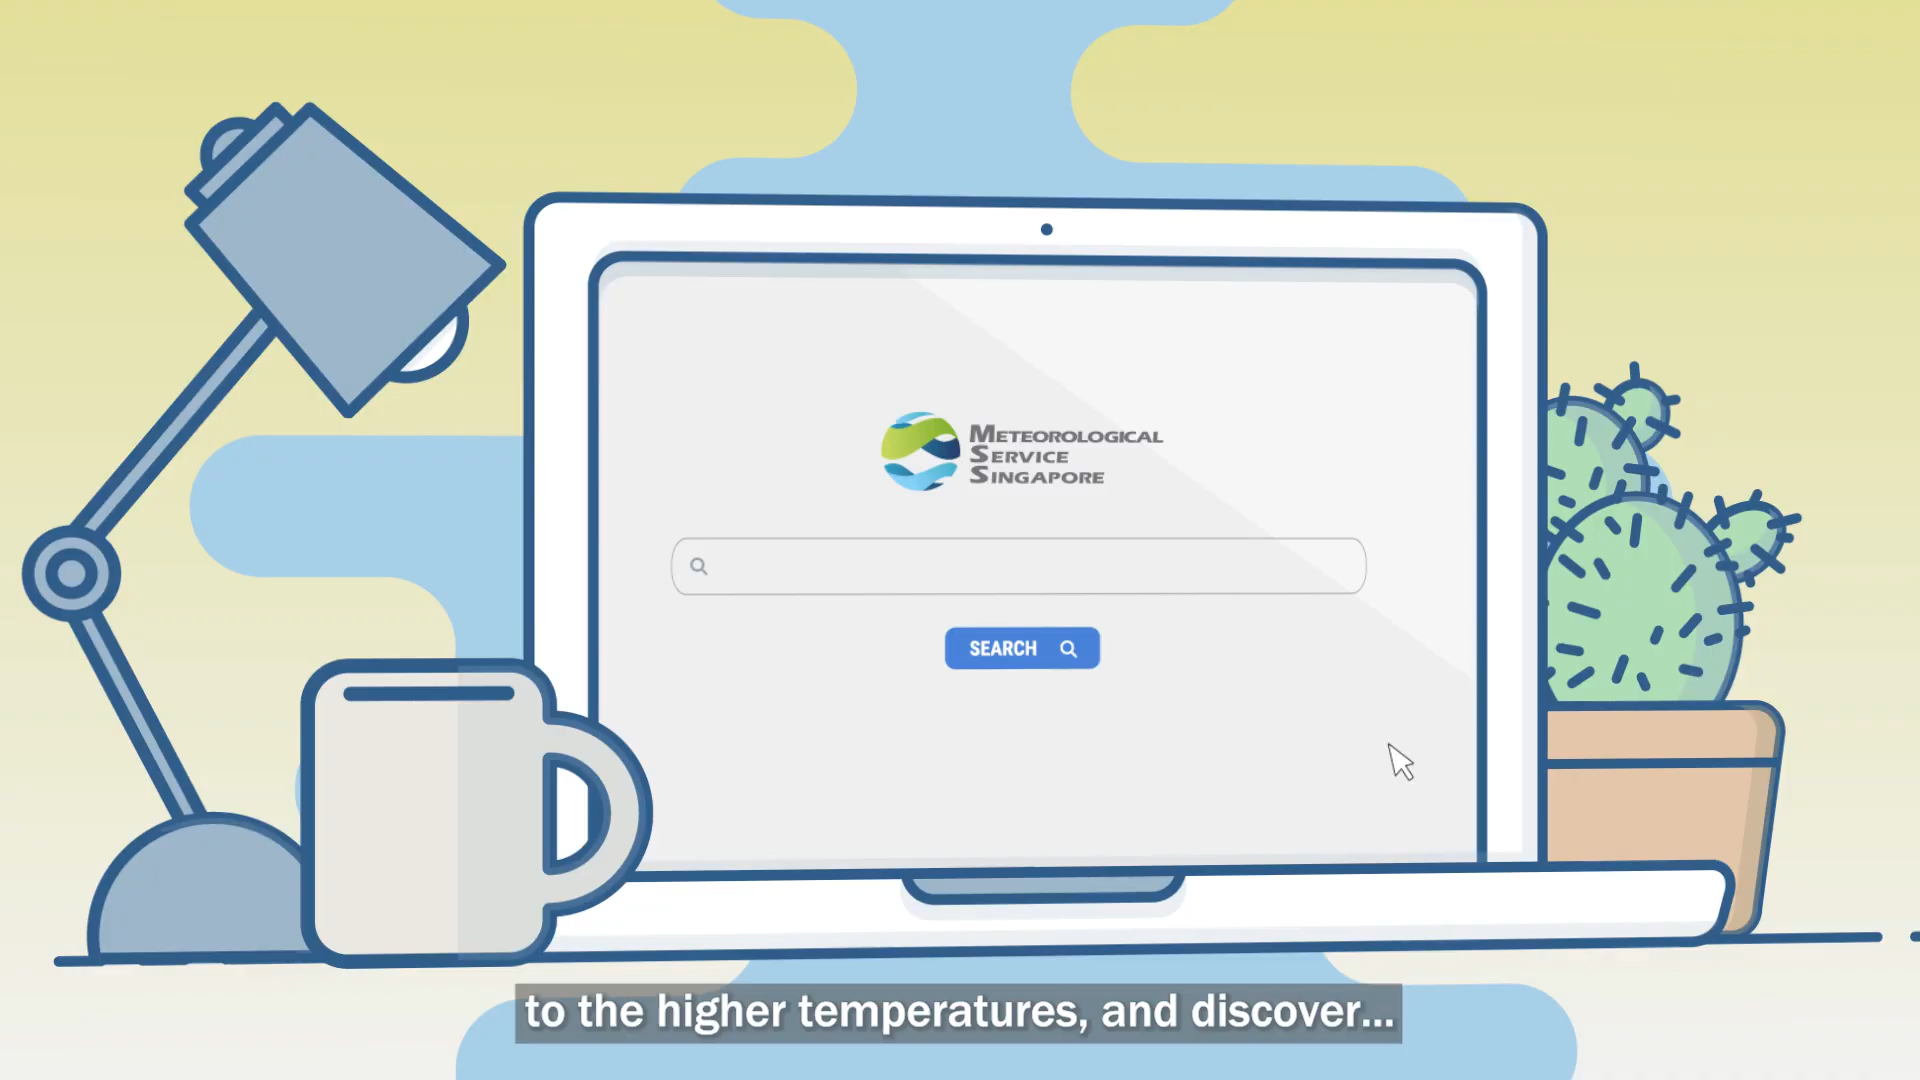 METEOROLOGICAL
SERVICE
SINGAPORE
SEARCH
to the higher temperatures, and discover...